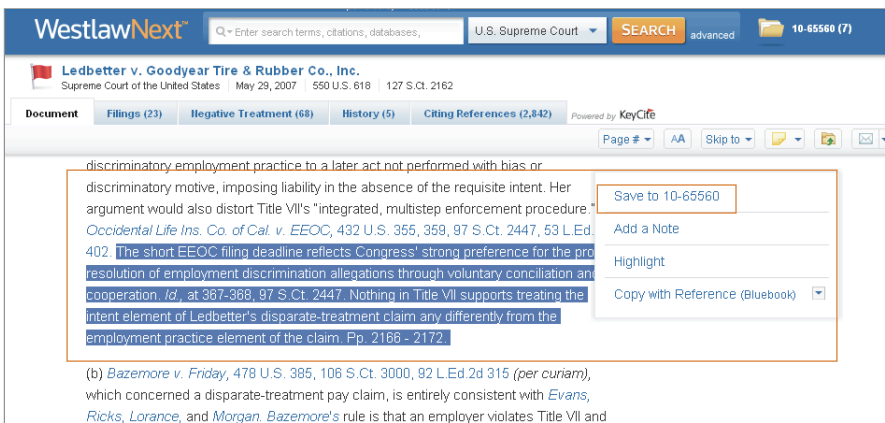 WestlawNext™
Enter search terms, citations, databases,
U.S. Supreme Court
SEARCH
advanced
10-65560 (7)
Ledbetter v. Goodyear Tire & Rubber Co., Inc.
Supreme Court of the United States May 29, 2007 550 U.S. 618 127 S.Ct. 2162
Document
Filings (23)
Negative Treatment (68)
History (5)
Citing References (2,842)
Powered by KeyCite
Page #
AA
Skip to
discriminatory employment practice to a later act not performed with bias or
discriminatory motive, imposing liability in the absence of the requisite intent. Her
argument would also distort Title VII's "integrated, multistep enforcement procedure."
Occidental Life Ins. Co. of Cal. v. EEOC, 432 U.S. 355, 359, 97 S.Ct. 2447, 53 L.Ed.
402. The short EEOC filing deadline reflects Congress' strong preference for the pro
resolution of employment discrimination allegations through voluntary conciliation and
cooperation. Id., at 367-368, 97 S.Ct. 2447. Nothing in Title VII supports treating the
intent element of Ledbetter's disparate-treatment claim any differently from the
employment practice element of the claim. Pp. 2166 - 2172.
Save to 10-65560
Add a Note
Highlight
Copy with Reference (Bluebook)
(b) Bazemore v. Friday, 478 U.S. 385, 106 S.Ct. 3000, 92 L.Ed.2d 315 (per curiam),
which concerned a disparate-treatment pay claim, is entirely consistent with Evans,
Ricks, Lorance, and Morgan. Bazemore's rule is that an employer violates Title VII and